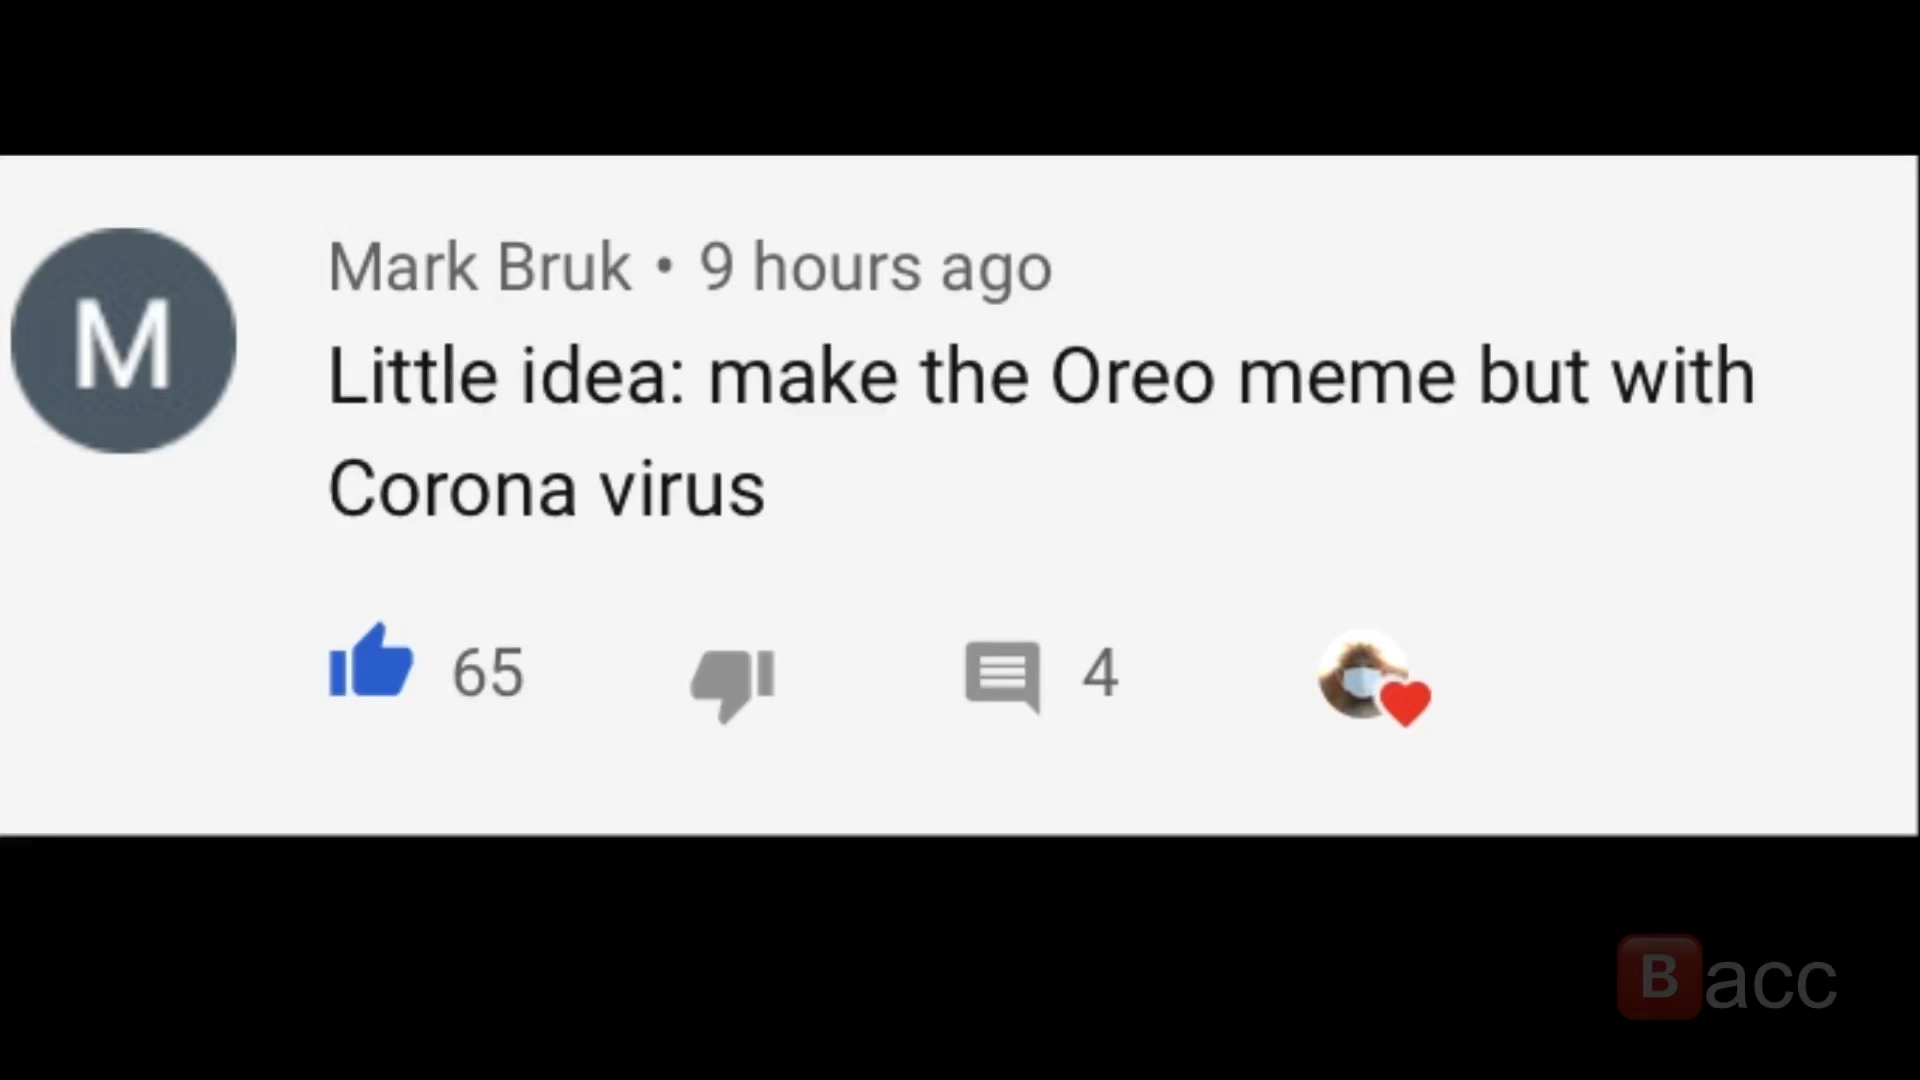 M
Mark Bruk • 9 hours ago
Little idea: make the Oreo meme but with
Corona virus
65
4
Bacc